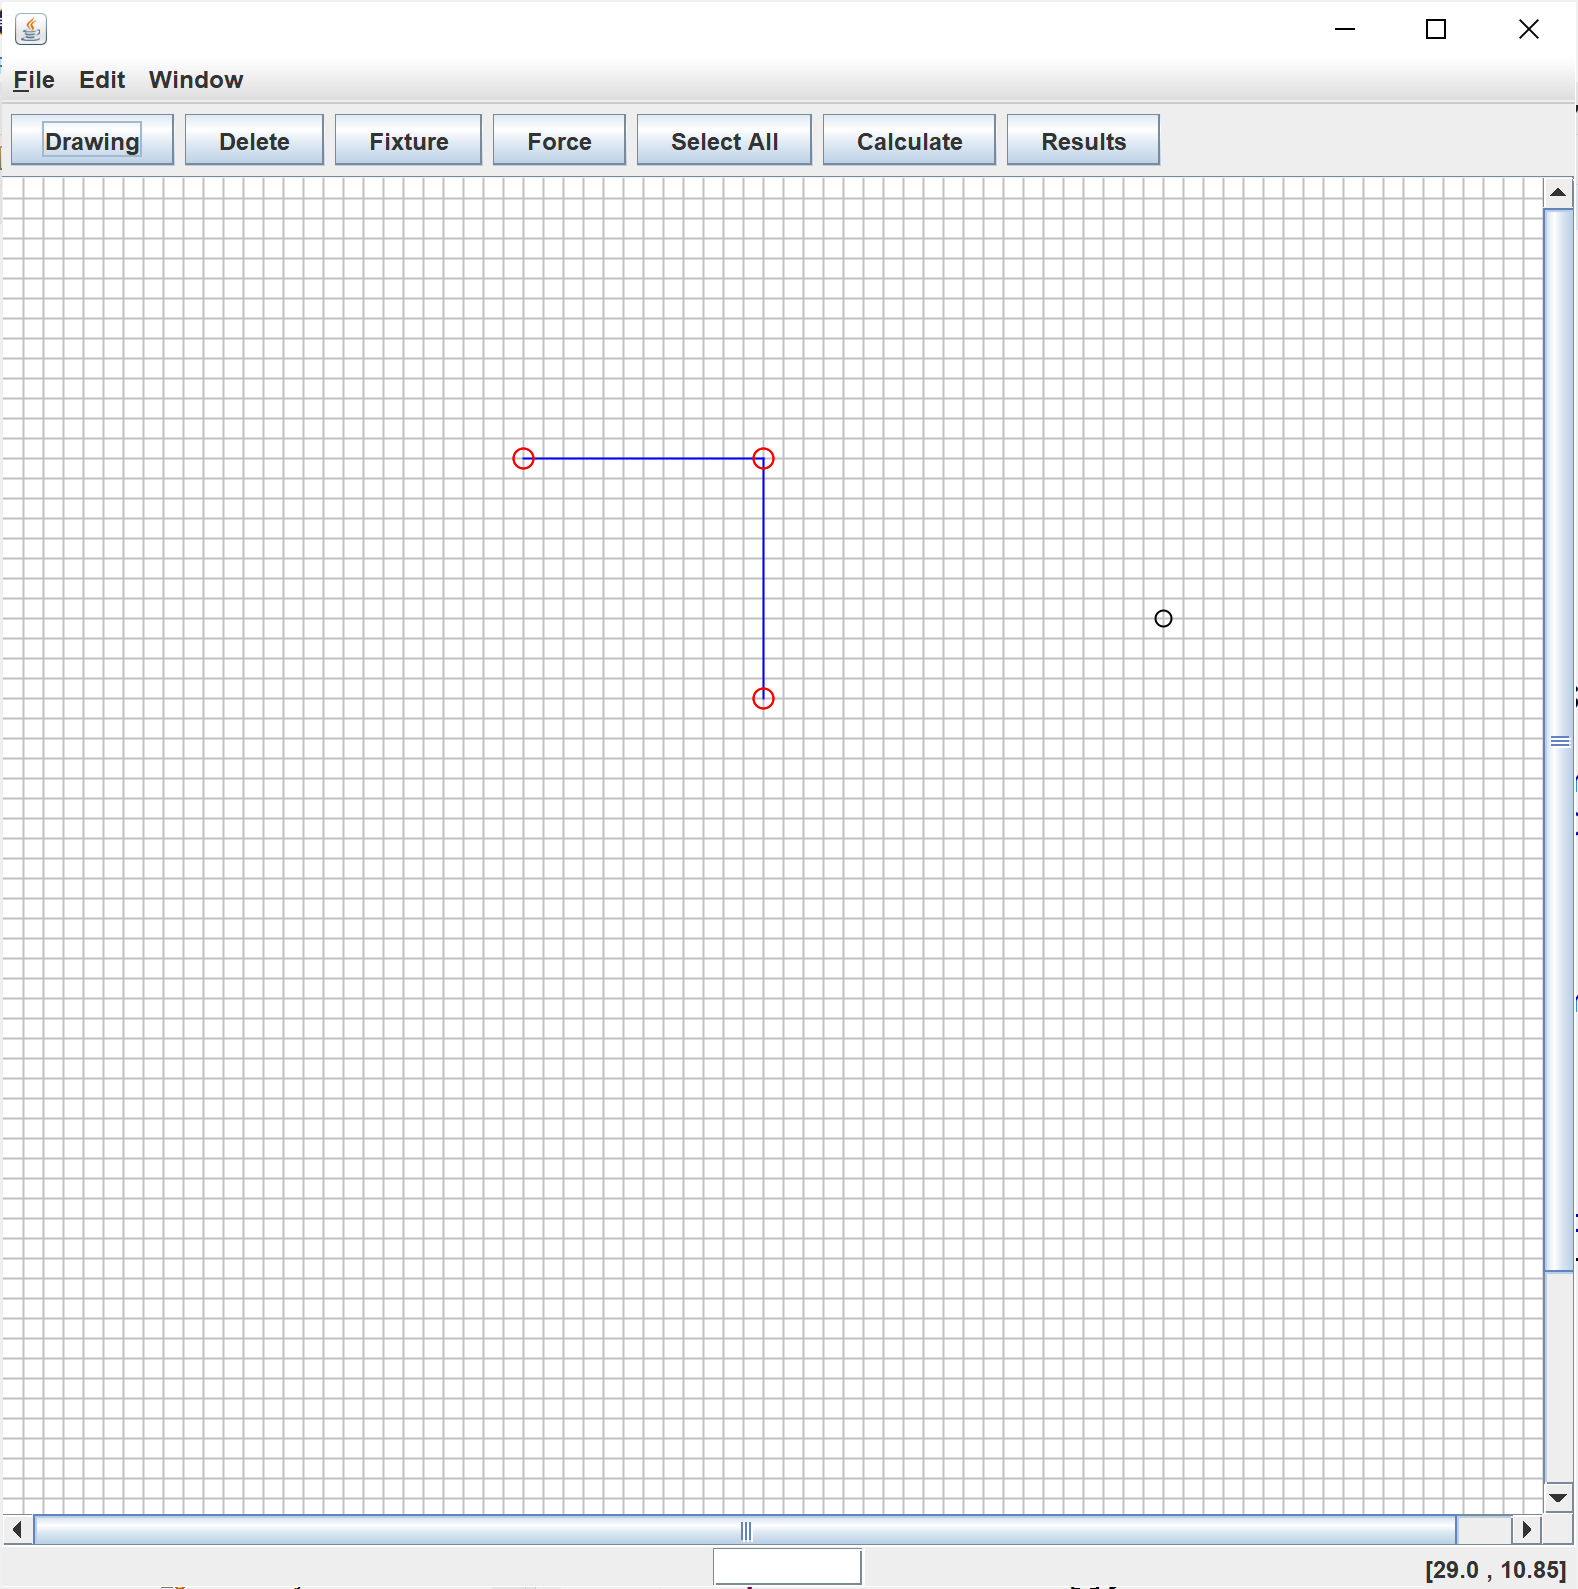 File Edit Window
Drawing Delete Fixture Force Select All Calculate Results
[29.0 , 10.85]